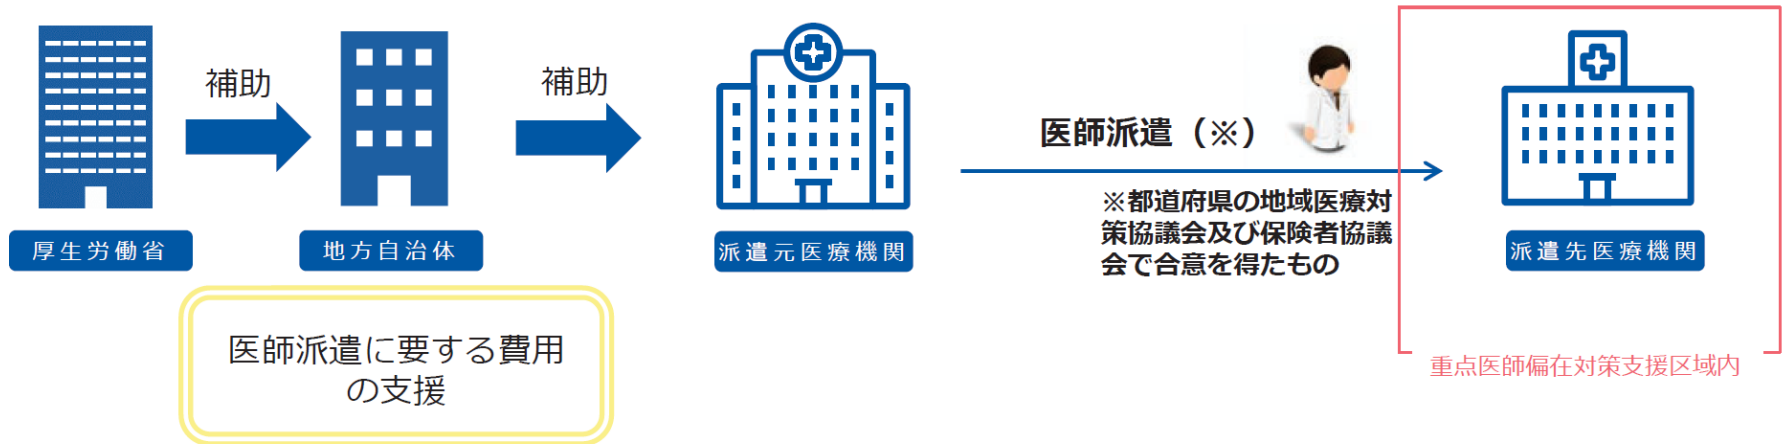 補助
補助
医師派遣（※）
※都道府県の地域医療対
策協議会及び保険者協議
会で合意を得たもの
厚生労働省
地方自治体
派遣元医療機関
派遣先医療機関
医師派遣に要する費用
の支援
重点医師偏在対策支援区域内